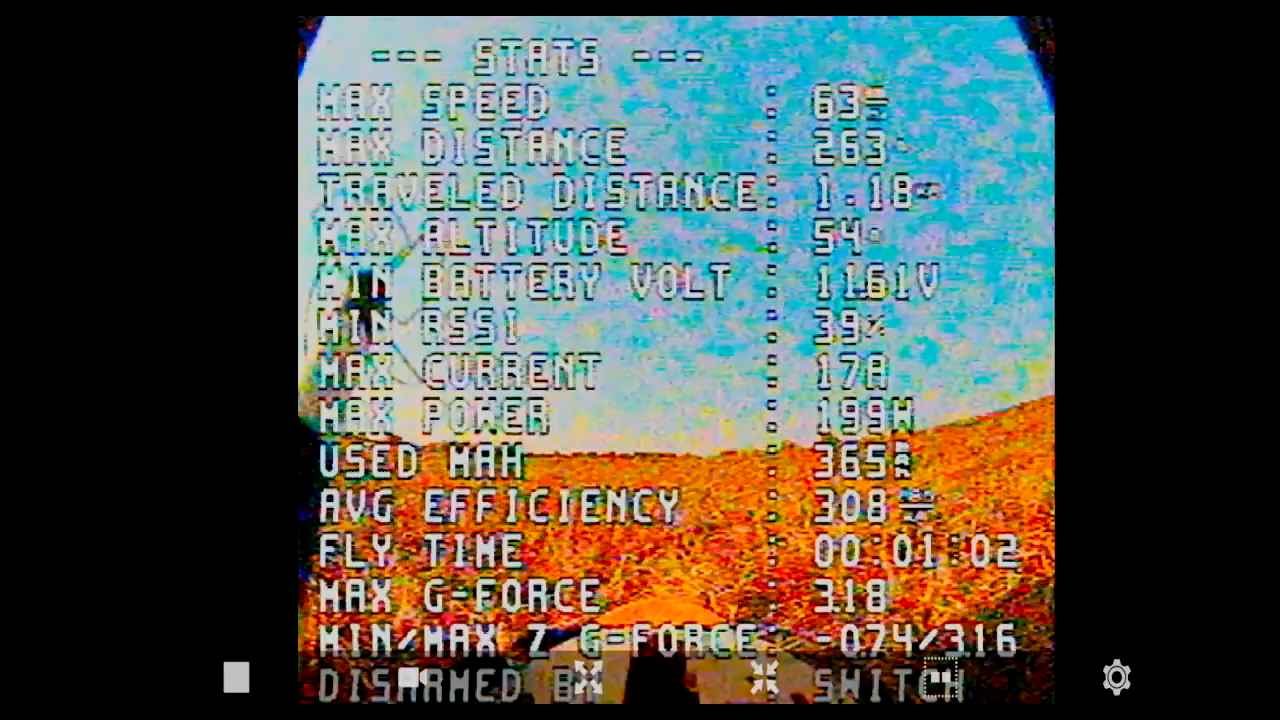 --- STATS ---
MAX SPEED : 63
MAX DISTANCE : 263
TRAVELED DISTANCE : 1.18
MAX ALTITUDE : 54
MIN BATTERY VOLT : 11.61V
MIN RSSI : 39%
MAX CURRENT : 17A
MAX POWER : 199W
USED MAH : 365
AVG EFFICIENCY : 308
FLY TIME : 00:01:02
MAX G-FORCE : 3.18
MIN/MAX Z G-FORCE: -0.74/3.16
DISARMED BY : SWITCH